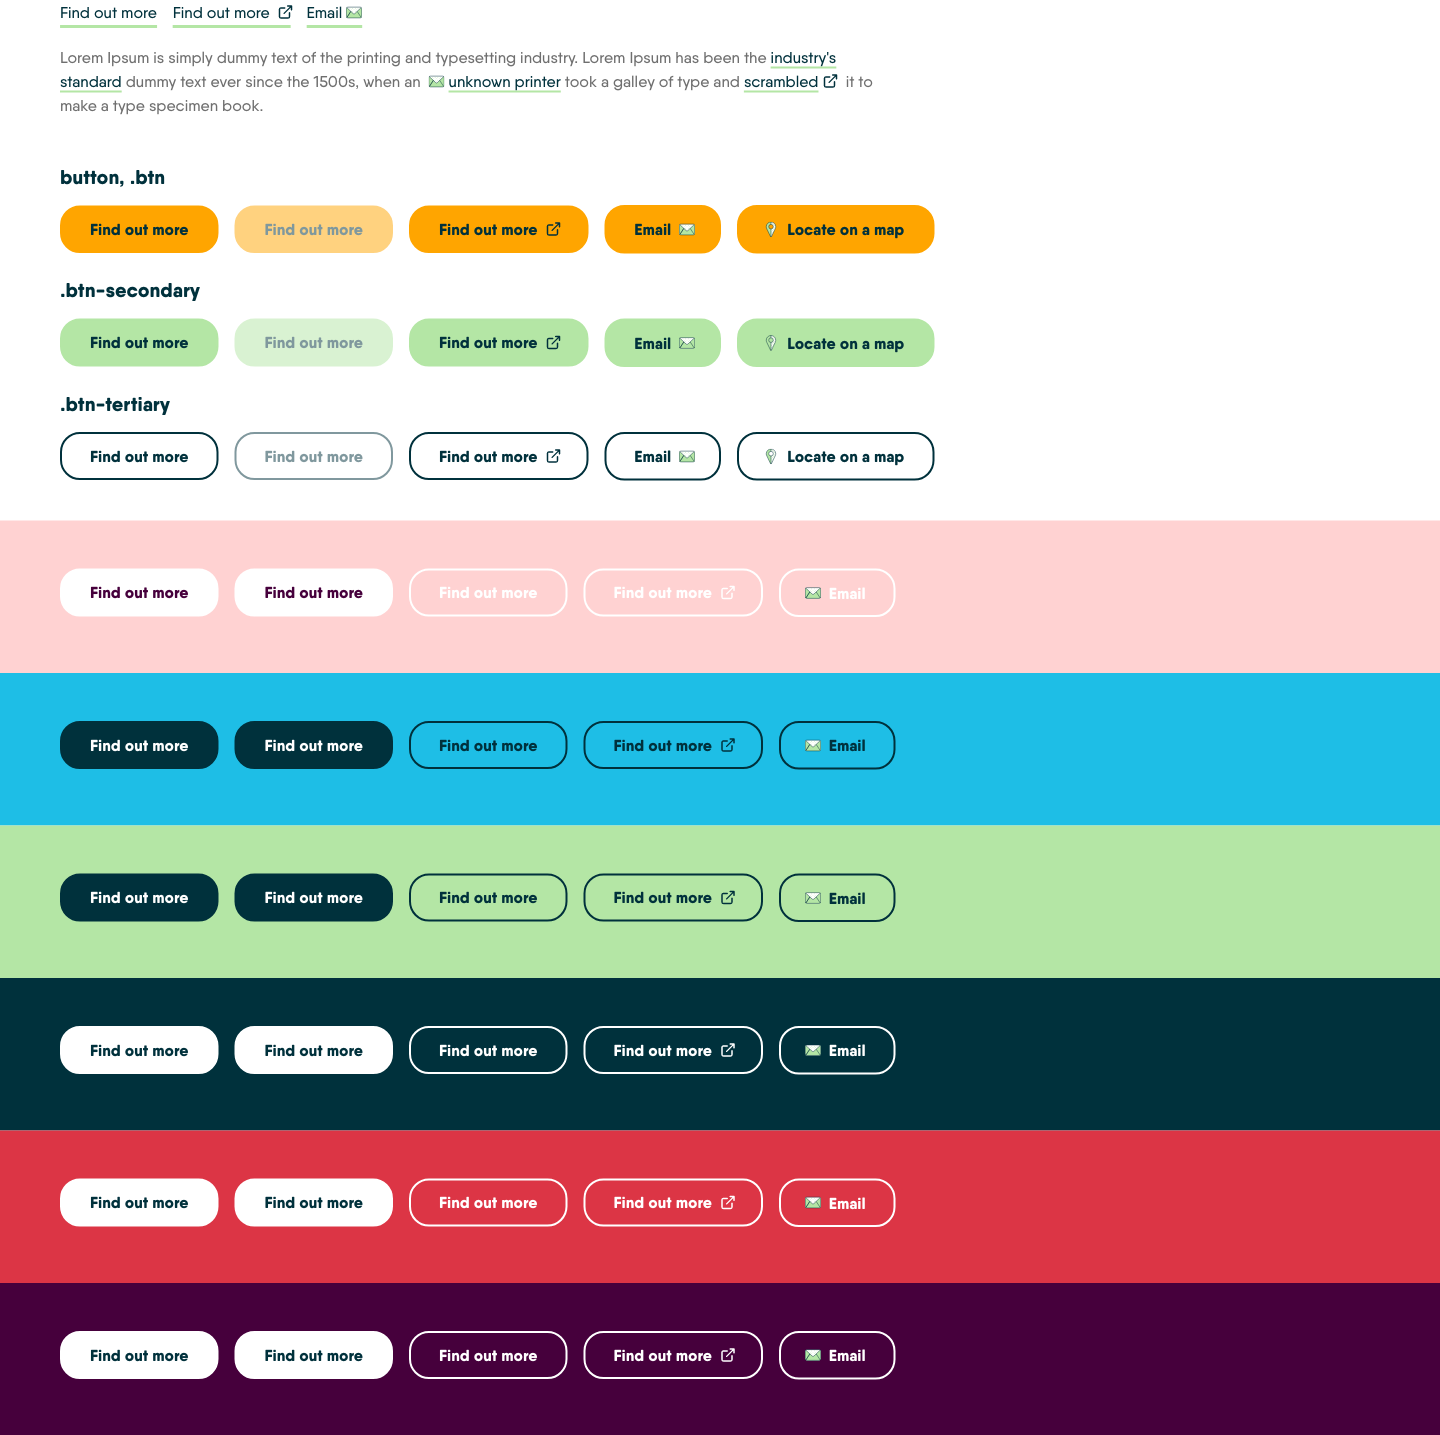 Find out more Find out more Email
Lorem Ipsum is simply dummy text of the printing and typesetting industry. Lorem Ipsum has been the industry's
standard dummy text ever since the 1500s, when an unknown printer took a galley of type and scrambled it to
make a type specimen book.
button, .btn
Find out more Find out more Find out more Email Locate on a map
.btn-secondary
Find out more Find out more Find out more Email Locate on a map
.btn-tertiary
Find out more Find out more Find out more Email Locate on a map
Find out more Find out more Find out more Find out more Email
Find out more Find out more Find out more Find out more Email
Find out more Find out more Find out more Find out more Email
Find out more Find out more Find out more Find out more Email
Find out more Find out more Find out more Find out more Email
Find out more Find out more Find out more Find out more Email